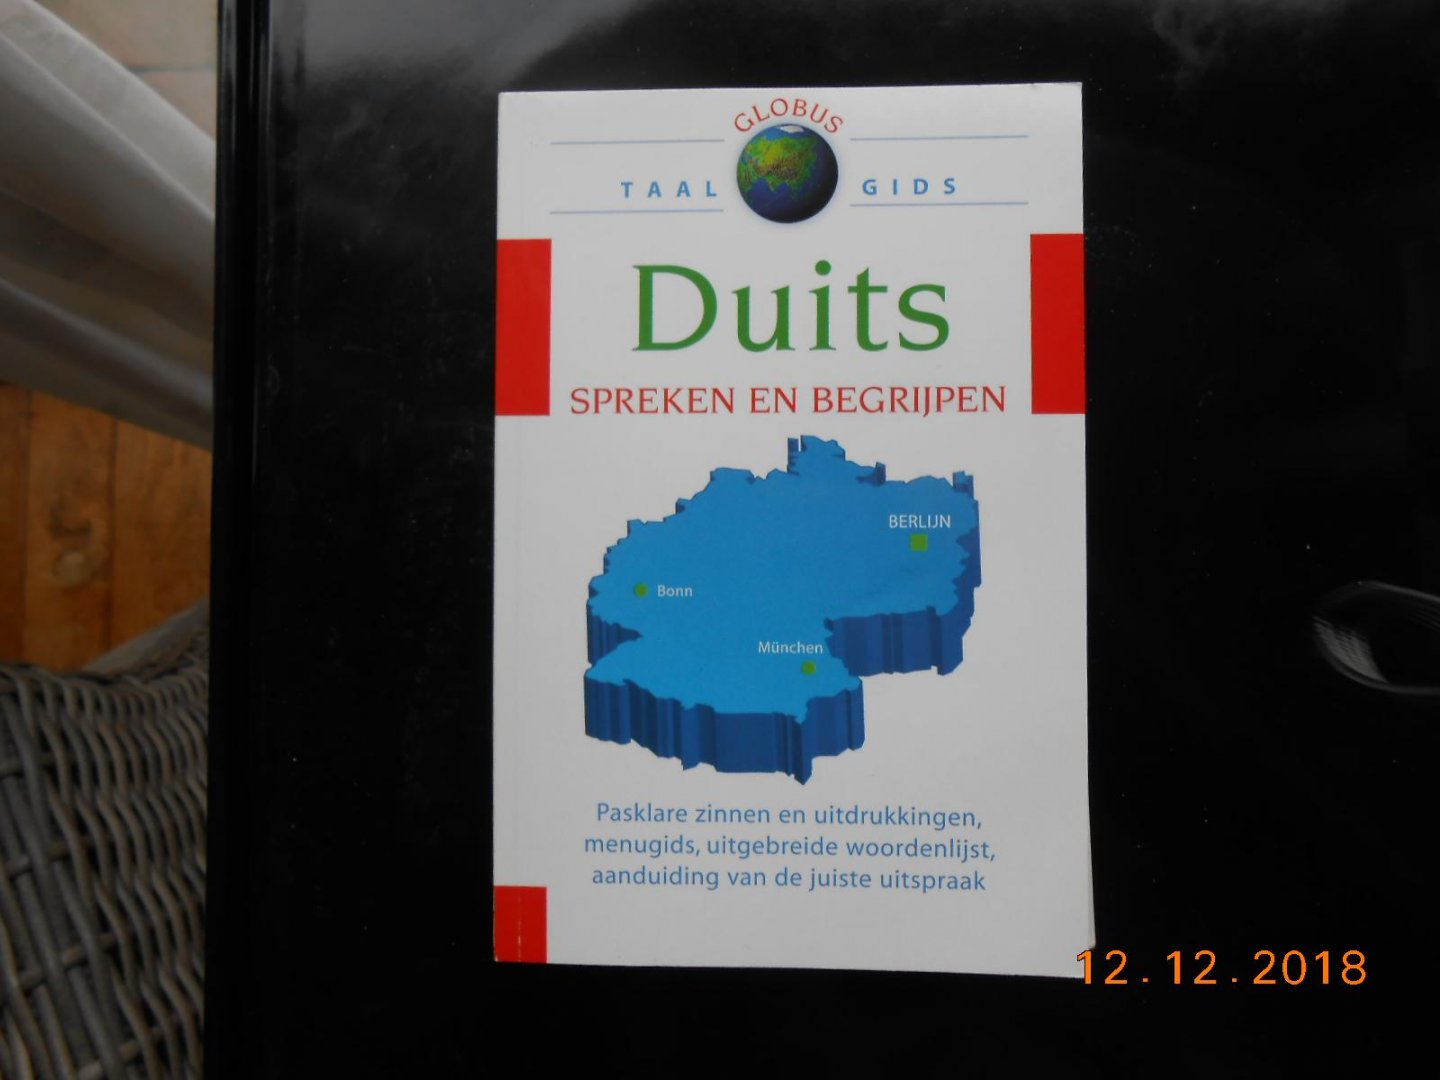 GLOBUS
TAAL GIDS
Duits
SPREKEN EN BEGRIJPEN
BERLIJN
Bonn
München
Pasklare zinnen en uitdrukkingen,
menugids, uitgebreide woordenlijst,
aanduiding van de juiste uitspraak
12.12.2018